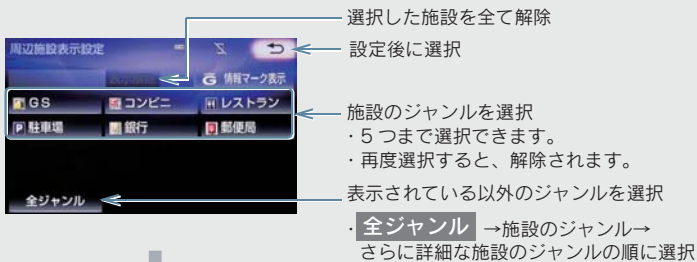 選択した施設を全て解除
周辺施設表示設定
設定後に選択
G 情報マーク表示
GS
コンビニ
レストラン
P 駐車場
銀行
郵便局
施設のジャンルを選択
・5 つまで選択できます。
・再度選択すると、解除されます。
全ジャンル
表示されている以外のジャンルを選択
・全ジャンル →施設のジャンル→
さらに詳細な施設のジャンルの順に選択